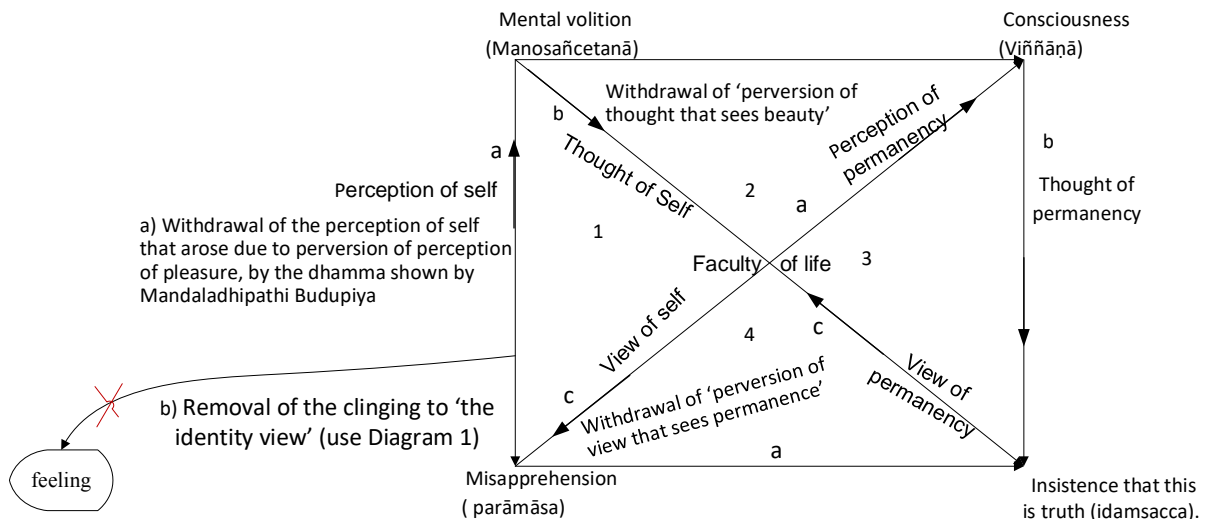 Mental volition
(Manosañcetanā)
Consciousness
(Viññāṇā)
Withdrawal of ‘perversion of
thought that sees beauty’
b
Thought of Self
Perception of
permanency
a
b
Perception of self
Thought of
permanency
2
a
a) Withdrawal of the perception of self
that arose due to perversion of perception
of pleasure, by the dhamma shown by
Mandaladhipathi Budupiya
1
Faculty of life
3
View of self
4
c
View of
permanency
c
Withdrawal of ‘perversion of
view that sees permanence’
b) Removal of the clinging to ‘the
identity view’ (use Diagram 1)
a
feeling
Misapprehension
( parāmāsa)
Insistence that this
is truth (idamsacca).